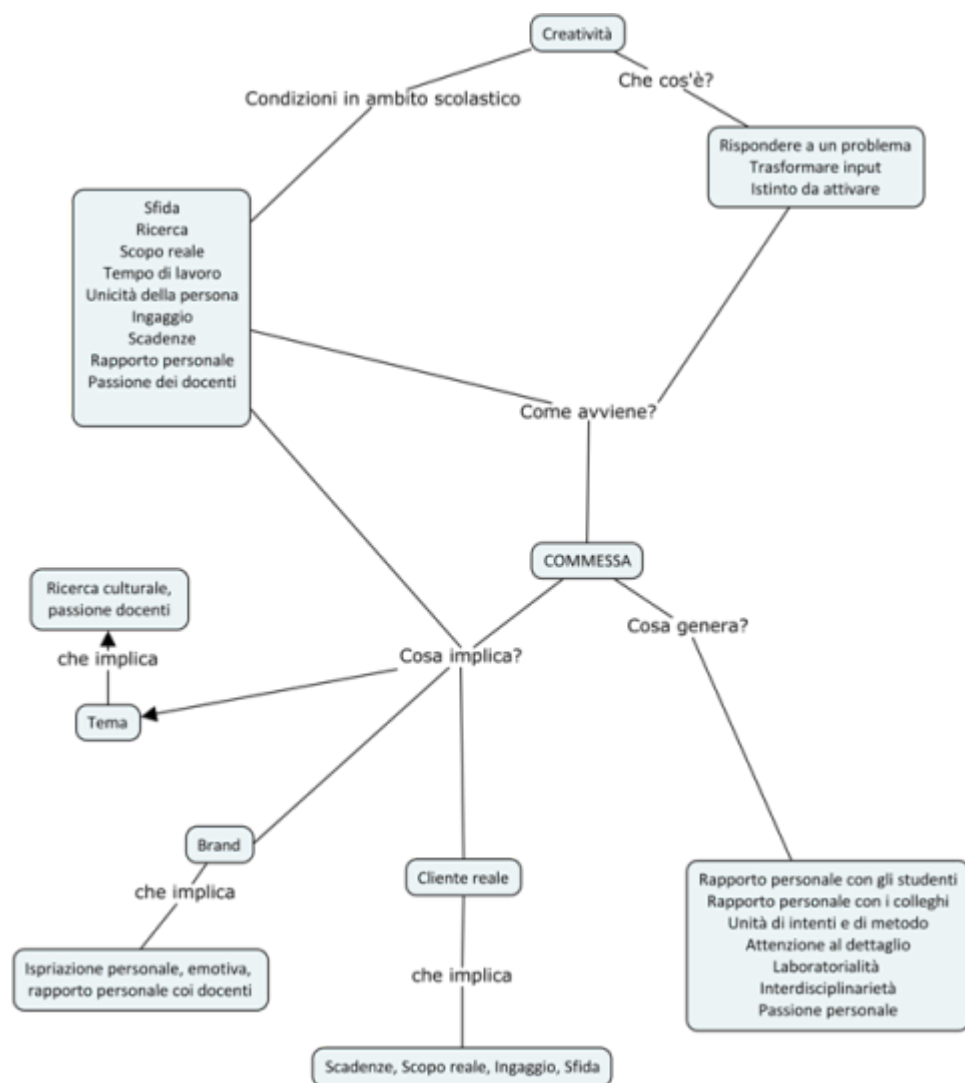 Creatività
Che cos'è?
Condizioni in ambito scolastico
Rispondere a un problema
Trasformare input
Istinto da attivare
Sfida
Ricerca
Scopo reale
Tempo di lavoro
Unicità della persona
Ingaggio
Scadenze
Rapporto personale
Passione dei docenti
Come avviene?
COMMESSA
Ricerca culturale,
passione docenti
che implica
Tema
Cosa implica?
Cosa genera?
Brand
che implica
Ispriazione personale, emotiva,
rapporto personale coi docenti
Cliente reale
che implica
Scadenze, Scopo reale, Ingaggio, Sfida
Rapporto personale con gli studenti
Rapporto personale con i colleghi
Unità di intenti e di metodo
Attenzione al dettaglio
Laboratorialità
Interdisciplinarietà
Passione personale